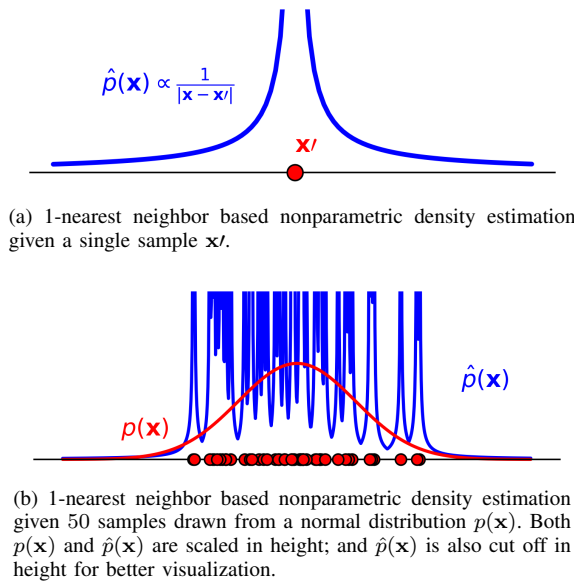 p̂(x) ∝ 1/|x − x′|
x′
(a) 1-nearest neighbor based nonparametric density estimation
given a single sample x′.
p̂(x)
p(x)
(b) 1-nearest neighbor based nonparametric density estimation
given 50 samples drawn from a normal distribution p(x). Both
p(x) and p̂(x) are scaled in height; and p̂(x) is also cut off in
height for better visualization.